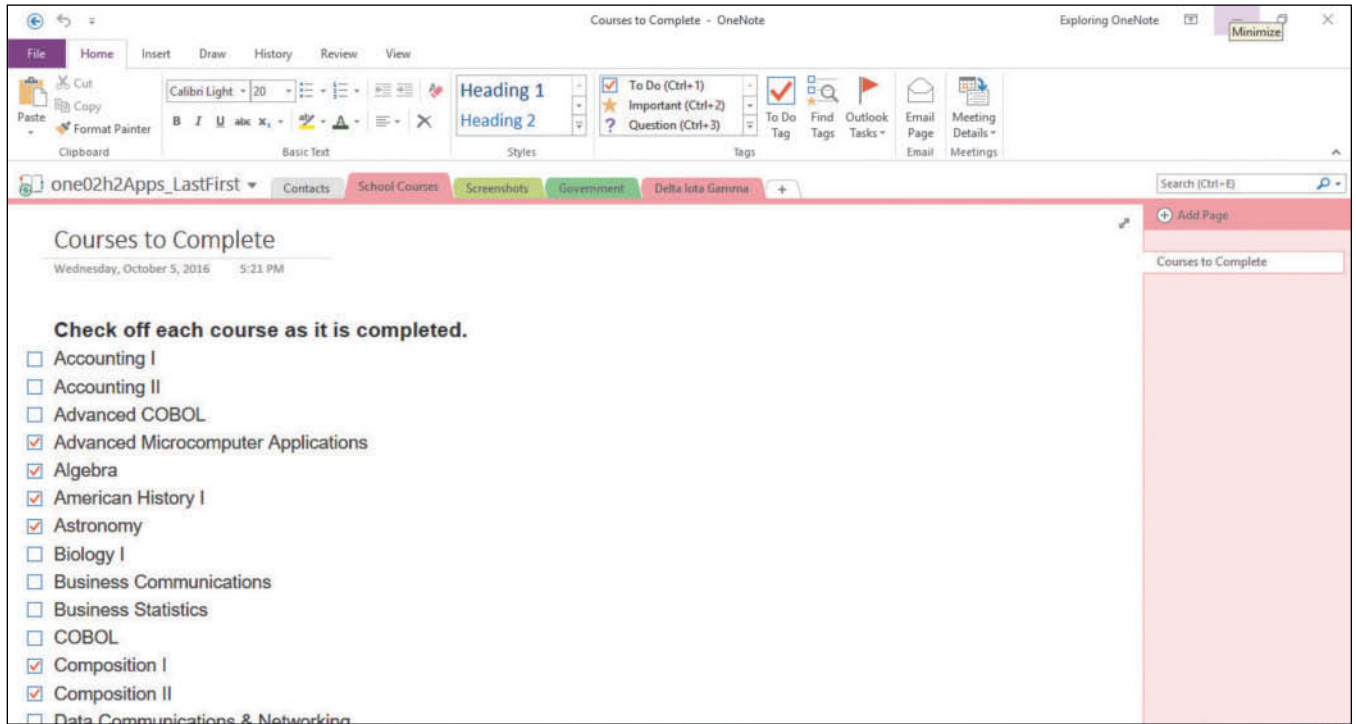 Courses to Complete - OneNote
Exploring OneNote
Minimize
File Home Insert Draw History Review View
Paste
Cut
Copy
Format Painter
Clipboard
Calibri Light 20
B I U abc X₂ A
Basic Text
Heading 1
Heading 2
Styles
To Do (Ctrl+1)
Important (Ctrl+2)
Question (Ctrl+3)
To Do Tag
Find Tags
Outlook Tasks
Tags
Email Page
Email
Meeting Details
Meetings
one02h2Apps_LastFirst Contacts School Courses Screenshots Government Delta Iota Gamma +
Search (Ctrl+E)
Add Page
Courses to Complete
Courses to Complete
Wednesday, October 5, 2016 5:21 PM
Check off each course as it is completed.
Accounting I
Accounting II
Advanced COBOL
Advanced Microcomputer Applications
Algebra
American History I
Astronomy
Biology I
Business Communications
Business Statistics
COBOL
Composition I
Composition II
Data Communications & Networking